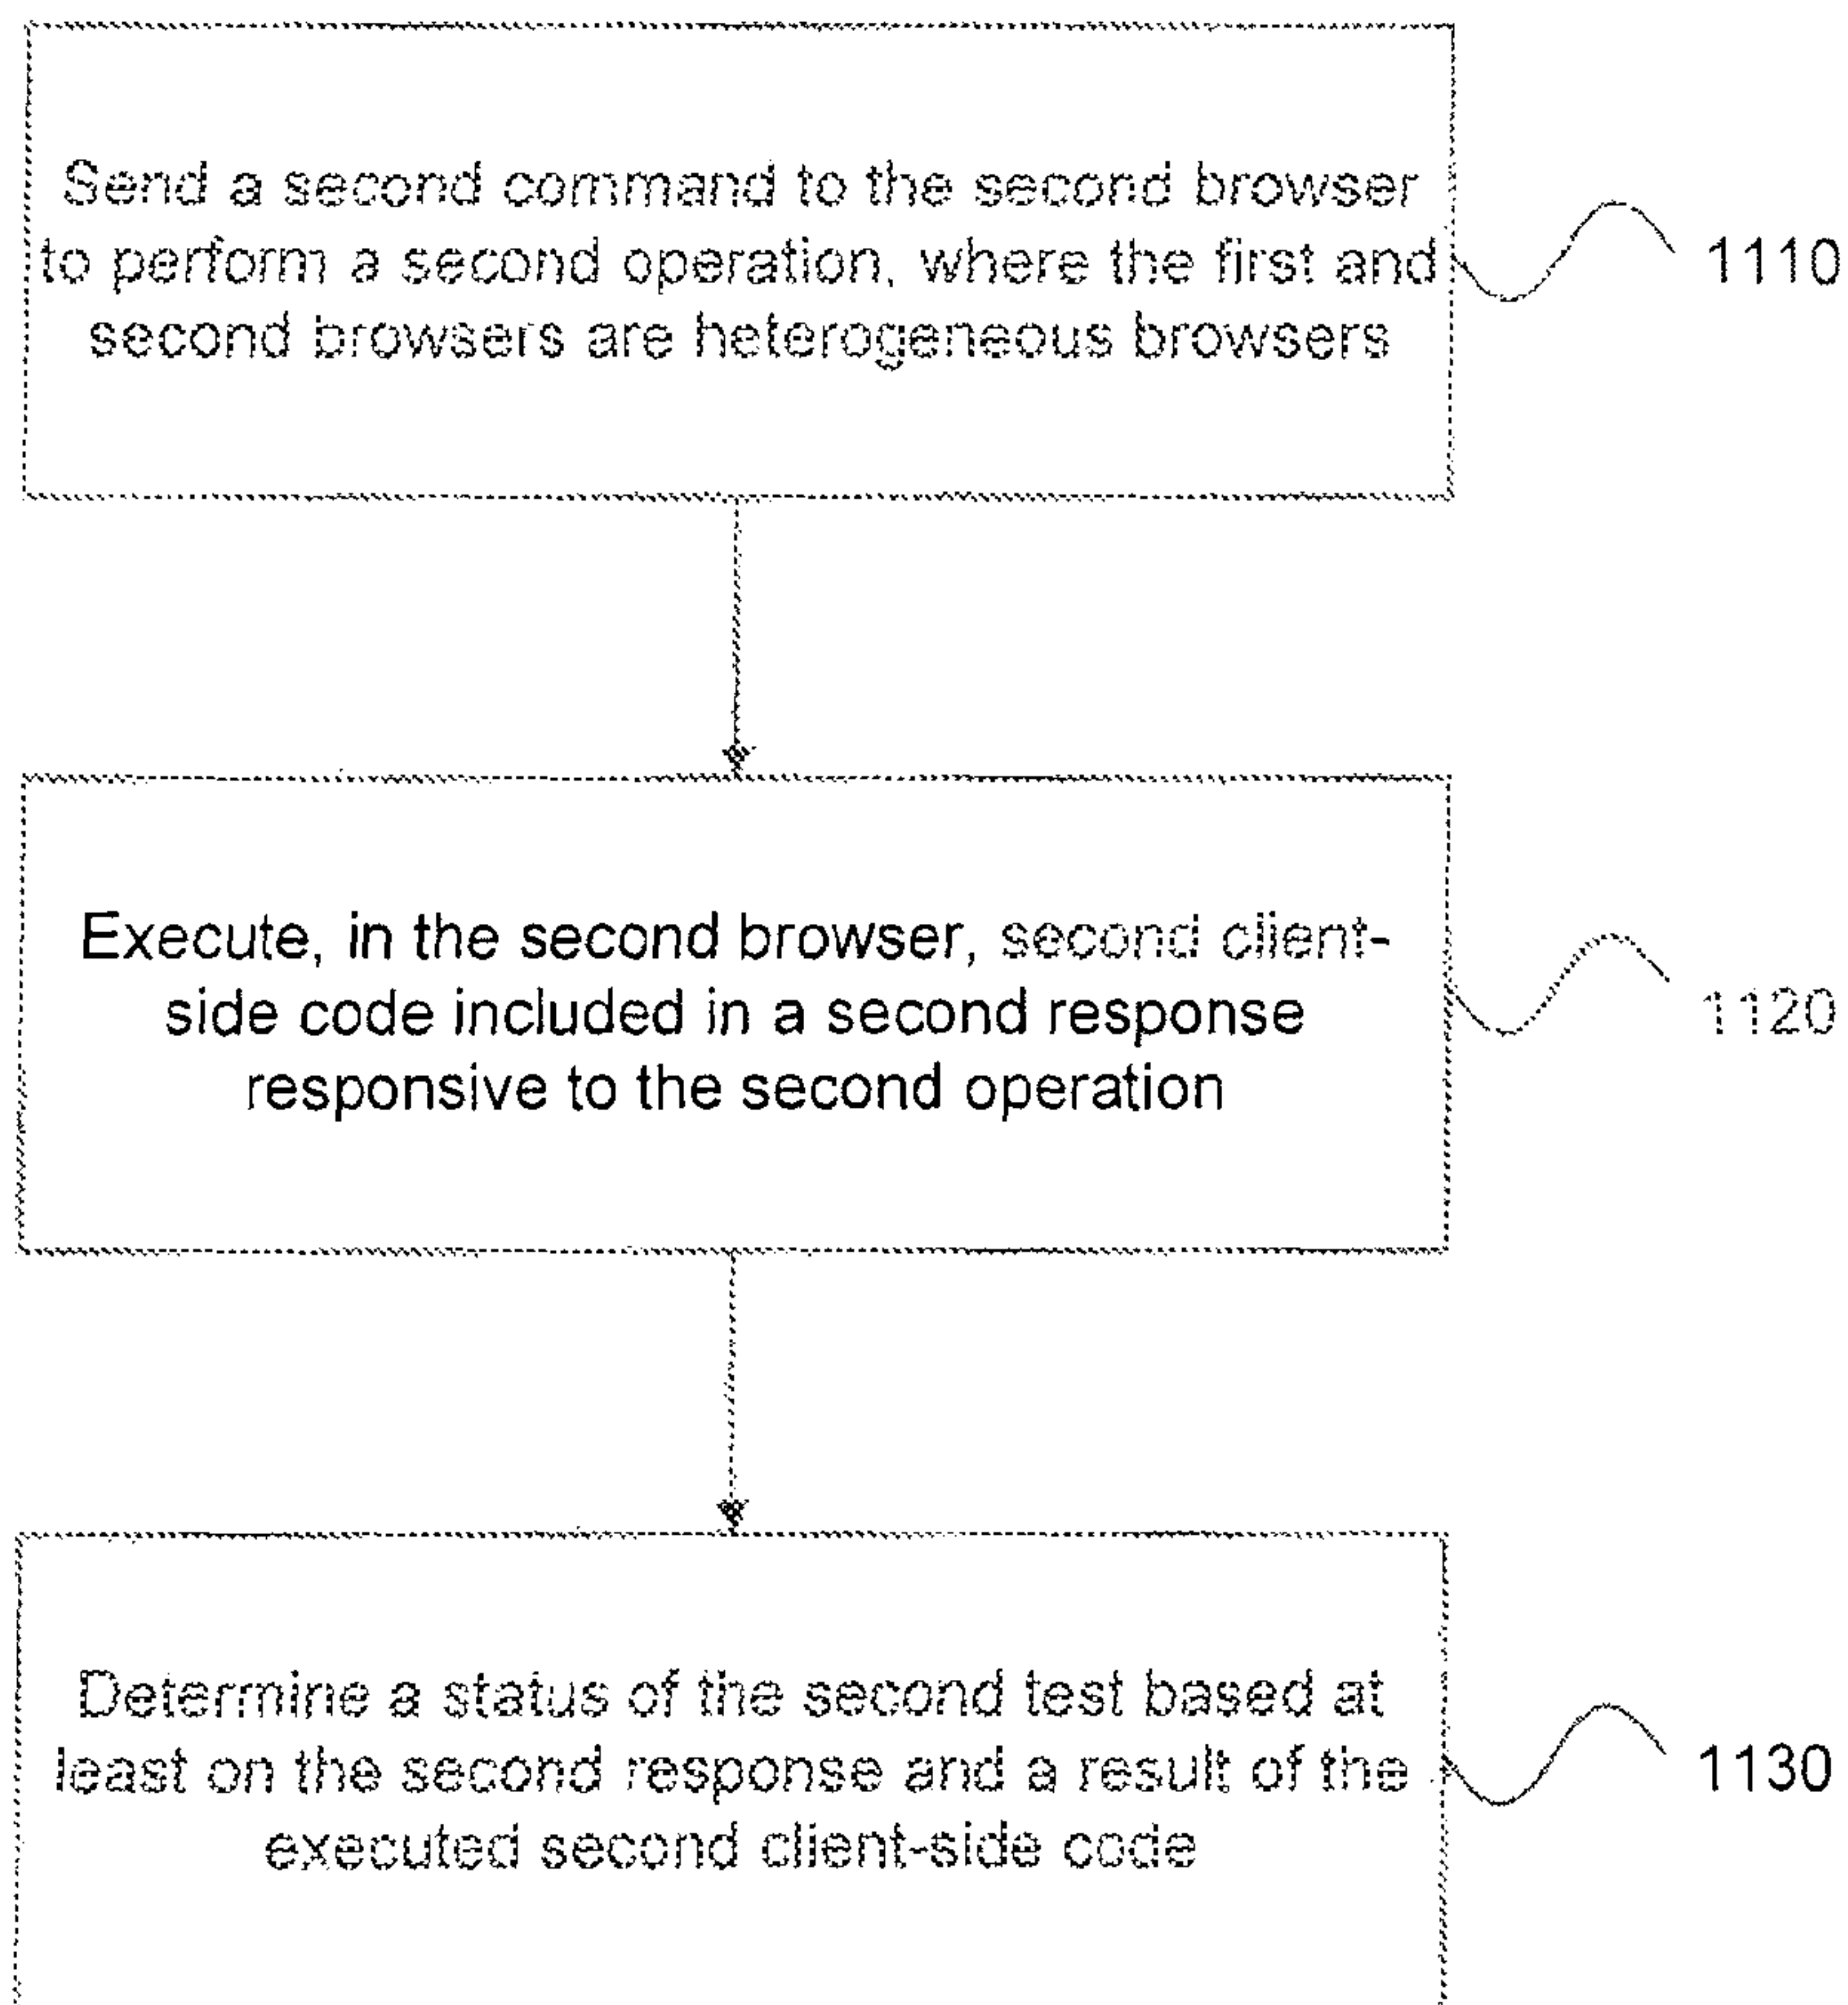 Send a second command to the second browser
to perform a second operation, where the first and
second browsers are heterogeneous browsers
1110
Execute, in the second browser, second client-
side code included in a second response
responsive to the second operation
1120
Determine a status of the second test based at
least on the second response and a result of the
executed second client-side code
1130